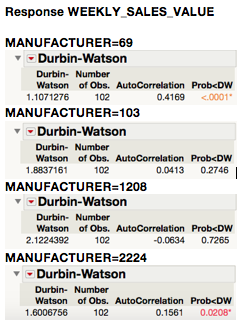 Response WEEKLY_SALES_VALUE
MANUFACTURER=69
Durbin-Watson
Durbin- Number
Watson of Obs. AutoCorrelation Prob<DW
1.1071276 102 0.4169 <.0001*
MANUFACTURER=103
Durbin-Watson
Durbin- Number
Watson of Obs. AutoCorrelation Prob<DW
1.8837161 102 0.0413 0.2746
MANUFACTURER=1208
Durbin-Watson
Durbin- Number
Watson of Obs. AutoCorrelation Prob<DW
2.1224392 102 -0.0634 0.7265
MANUFACTURER=2224
Durbin-Watson
Durbin- Number
Watson of Obs. AutoCorrelation Prob<DW
1.6006756 102 0.1561 0.0208*